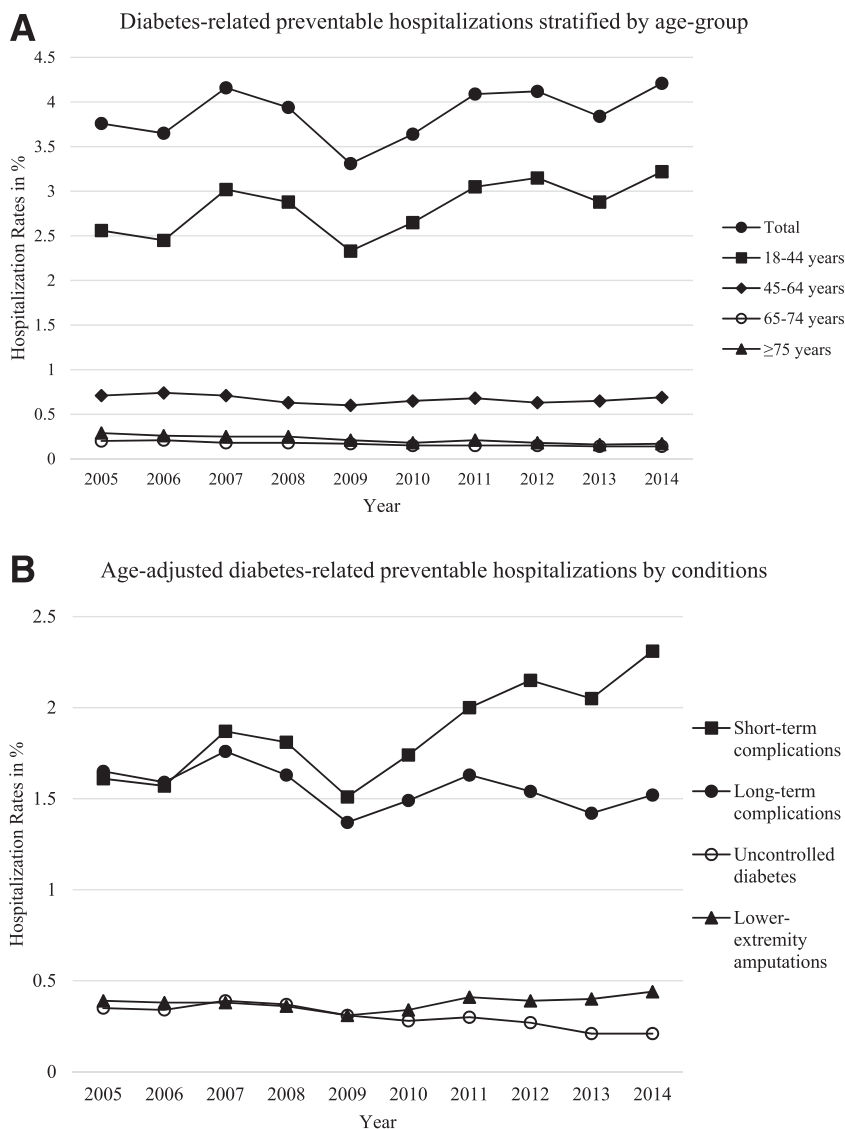 A
Diabetes-related preventable hospitalizations stratified by age-group
Hospitalization Rates in %
4.5
4
3.5
3
2.5
2
1.5
1
0.5
0
2005 2006 2007 2008 2009 2010 2011 2012 2013 2014
Year
Total
18-44 years
45-64 years
65-74 years
≥75 years
B
Age-adjusted diabetes-related preventable hospitalizations by conditions
Hospitalization Rates in %
2.5
2
1.5
1
0.5
0
2005 2006 2007 2008 2009 2010 2011 2012 2013 2014
Year
Short-term
complications
Long-term
complications
Uncontrolled
diabetes
Lower-
extremity
amputations